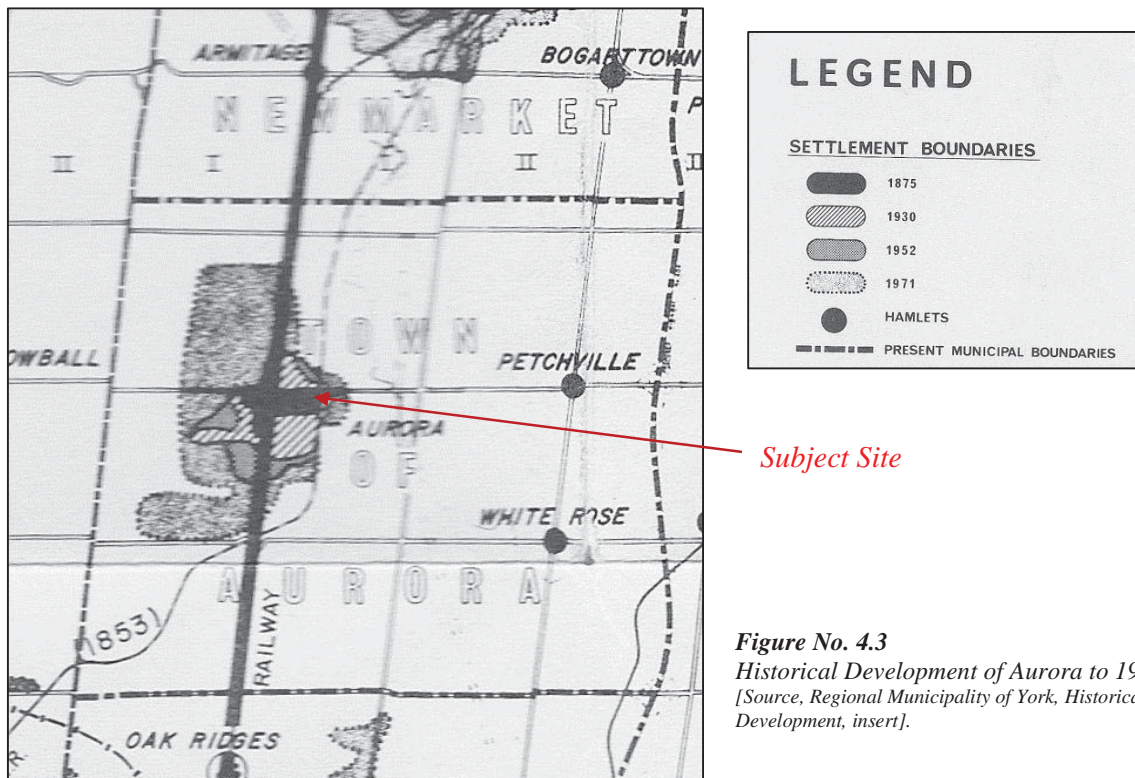 ARMITAGE
BOGARTTOWN
NEWMARKET
II I I II II
TOWN
OWBALL
PETCHVILLE
AURORA
OF
WHITE ROSE
AURORA
(1853)
RAILWAY
OAK RIDGES
LEGEND
SETTLEMENT BOUNDARIES
1875
1930
1952
1971
HAMLETS
PRESENT MUNICIPAL BOUNDARIES
Subject Site
Figure No. 4.3
Historical Development of Aurora to 19
[Source, Regional Municipality of York, Historica
Development, insert].